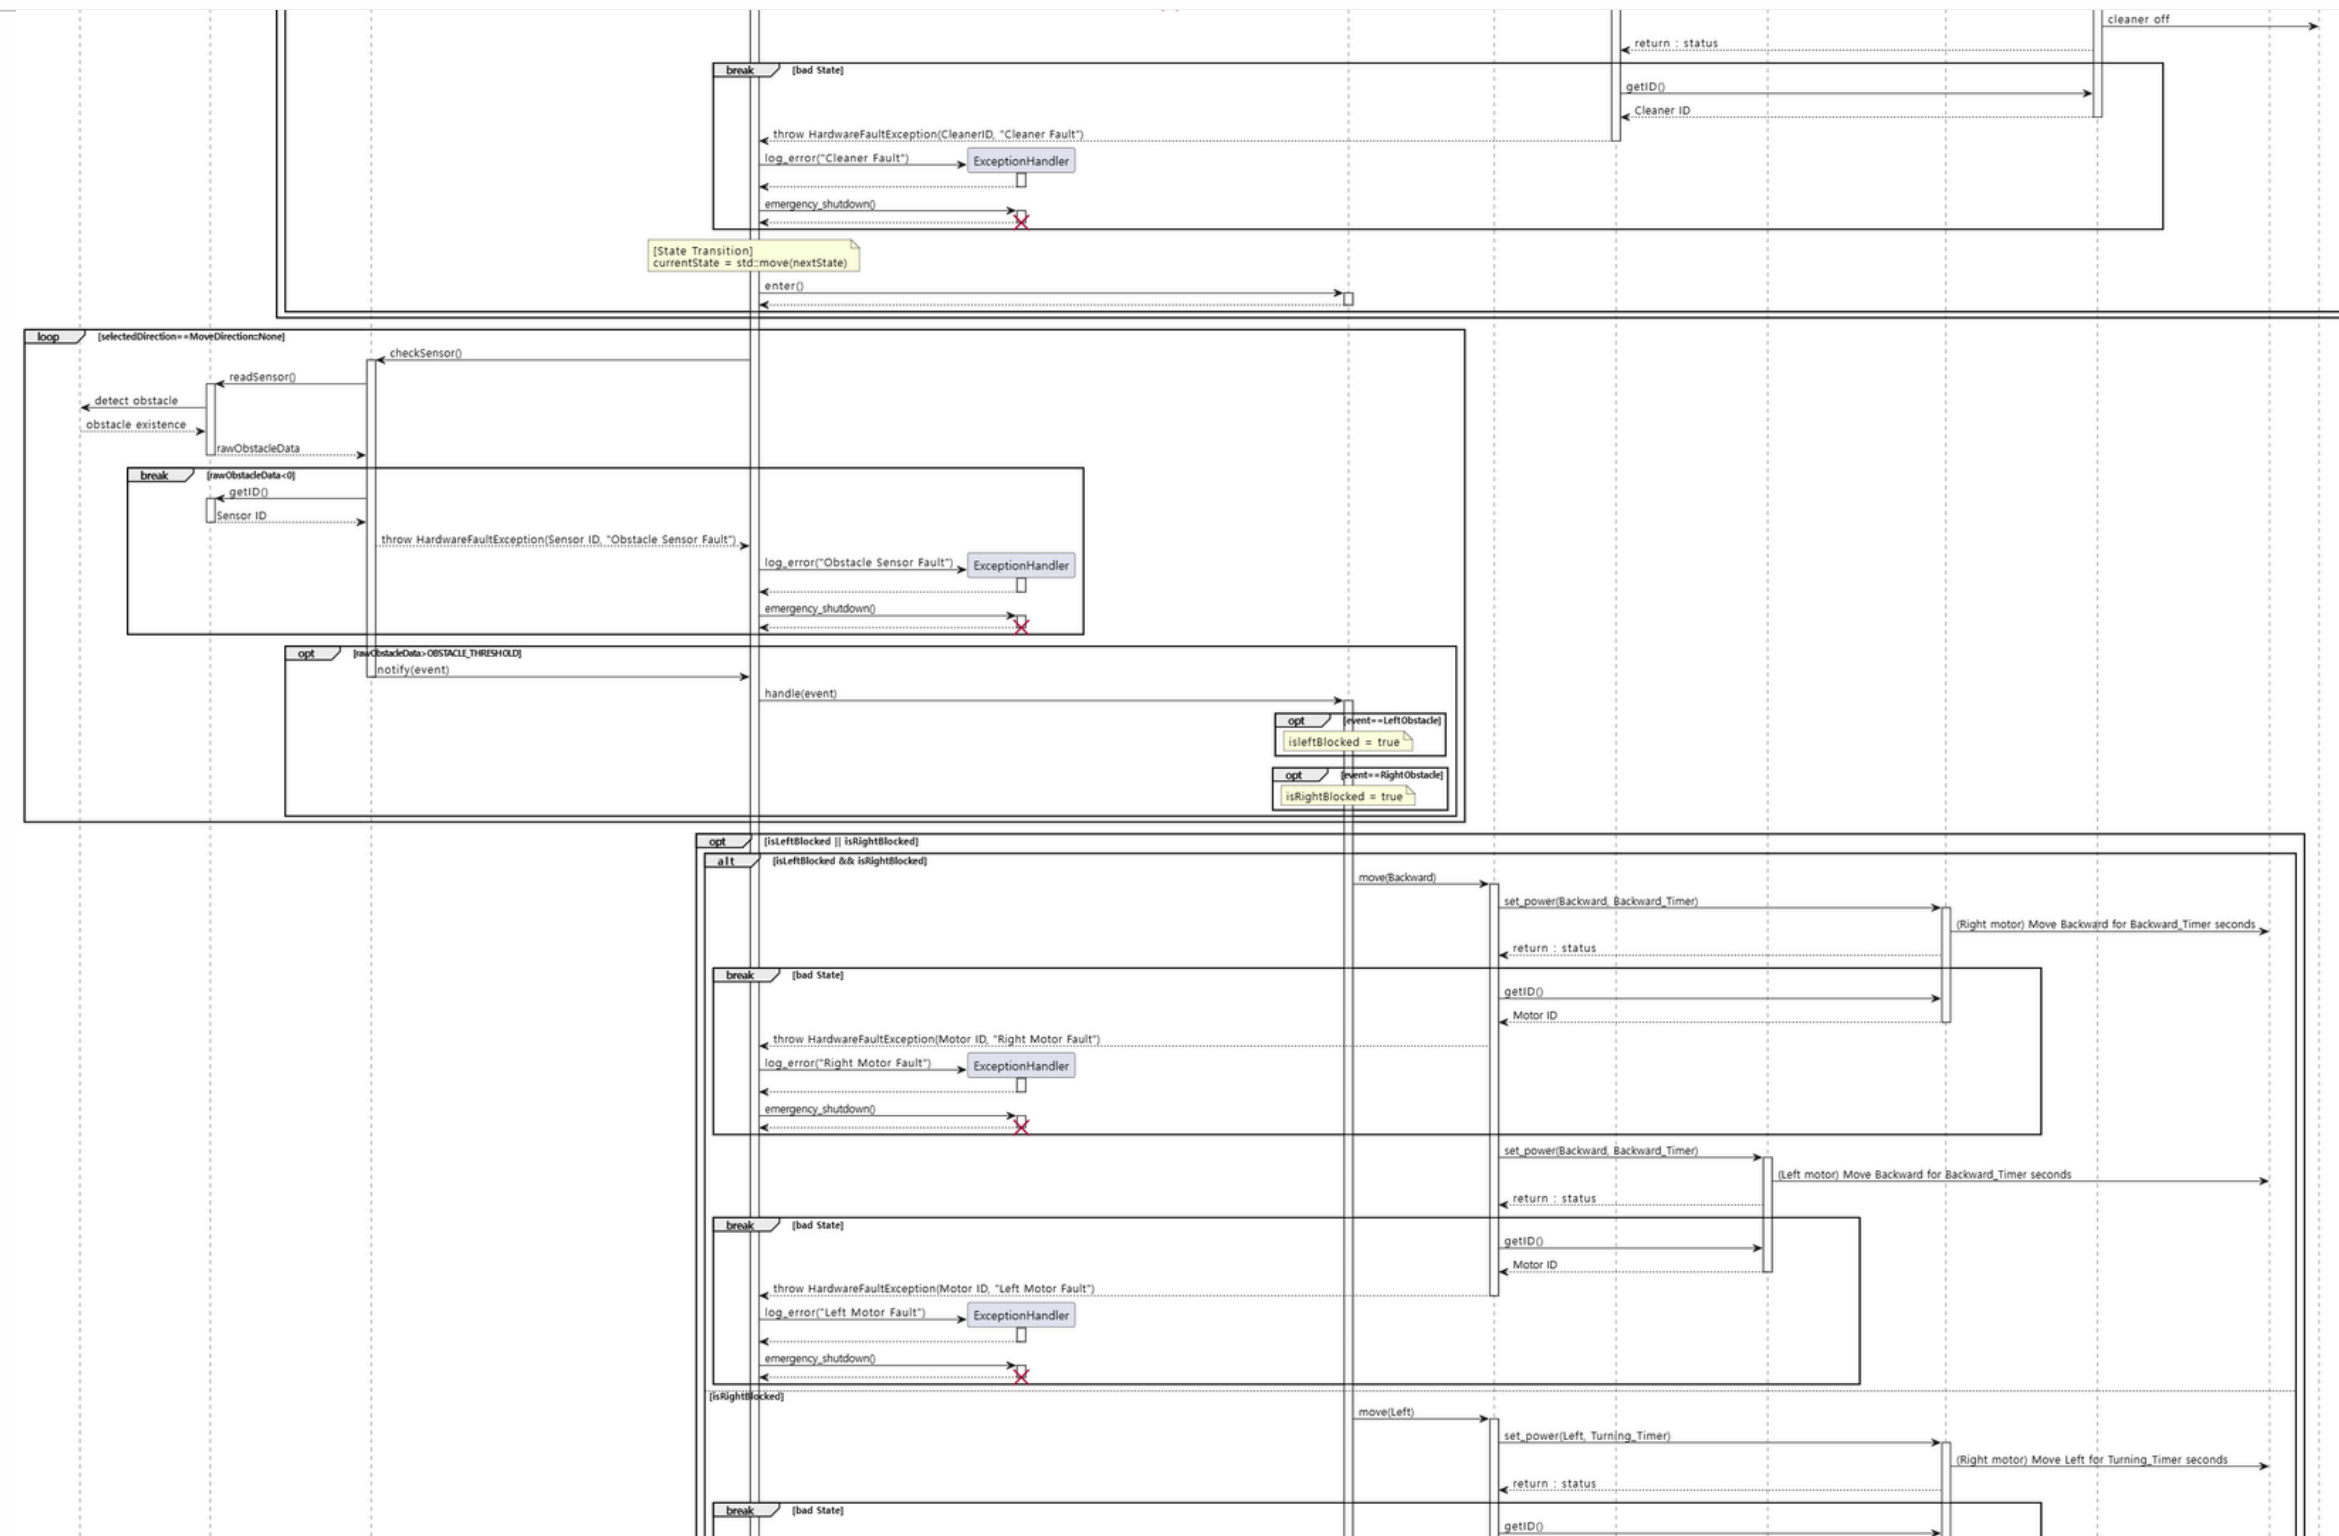 cleaner off
return : status
break [bad State]
getID()
Cleaner ID
throw HardwareFaultException(CleanerID, "Cleaner Fault")
log_error("Cleaner Fault") ExceptionHandler
emergency_shutdown()
[State Transition]
currentState = std::move(nextState)
enter()
loop [selectedDirection==MoveDirection::None]
checkSensor()
readSensor()
detect obstacle
obstacle existence
rawObstacleData
break [rawObstacleData<0]
getID()
Sensor ID
throw HardwareFaultException(Sensor ID, "Obstacle Sensor Fault")
log_error("Obstacle Sensor Fault") ExceptionHandler
emergency_shutdown()
opt [rawObstacleData>OBSTACLE_THRESHOLD]
notify(event)
handle(event)
opt [event==LeftObstacle]
isleftBlocked = true
opt [event==RightObstacle]
isRightBlocked = true
opt [isLeftBlocked || isRightBlocked]
alt [isLeftBlocked && isRightBlocked]
move(Backward)
set_power(Backward, Backward_Timer)
(Right motor) Move Backward for Backward_Timer seconds
return : status
break [bad State]
getID()
Motor ID
throw HardwareFaultException(Motor ID, "Right Motor Fault")
log_error("Right Motor Fault") ExceptionHandler
emergency_shutdown()
set_power(Backward, Backward_Timer)
(Left motor) Move Backward for Backward_Timer seconds
return : status
break [bad State]
getID()
Motor ID
throw HardwareFaultException(Motor ID, "Left Motor Fault")
log_error("Left Motor Fault") ExceptionHandler
emergency_shutdown()
[isRightBlocked]
move(Left)
set_power(Left, Turning_Timer)
(Right motor) Move Left for Turning_Timer seconds
return : status
break [bad State]
getID()